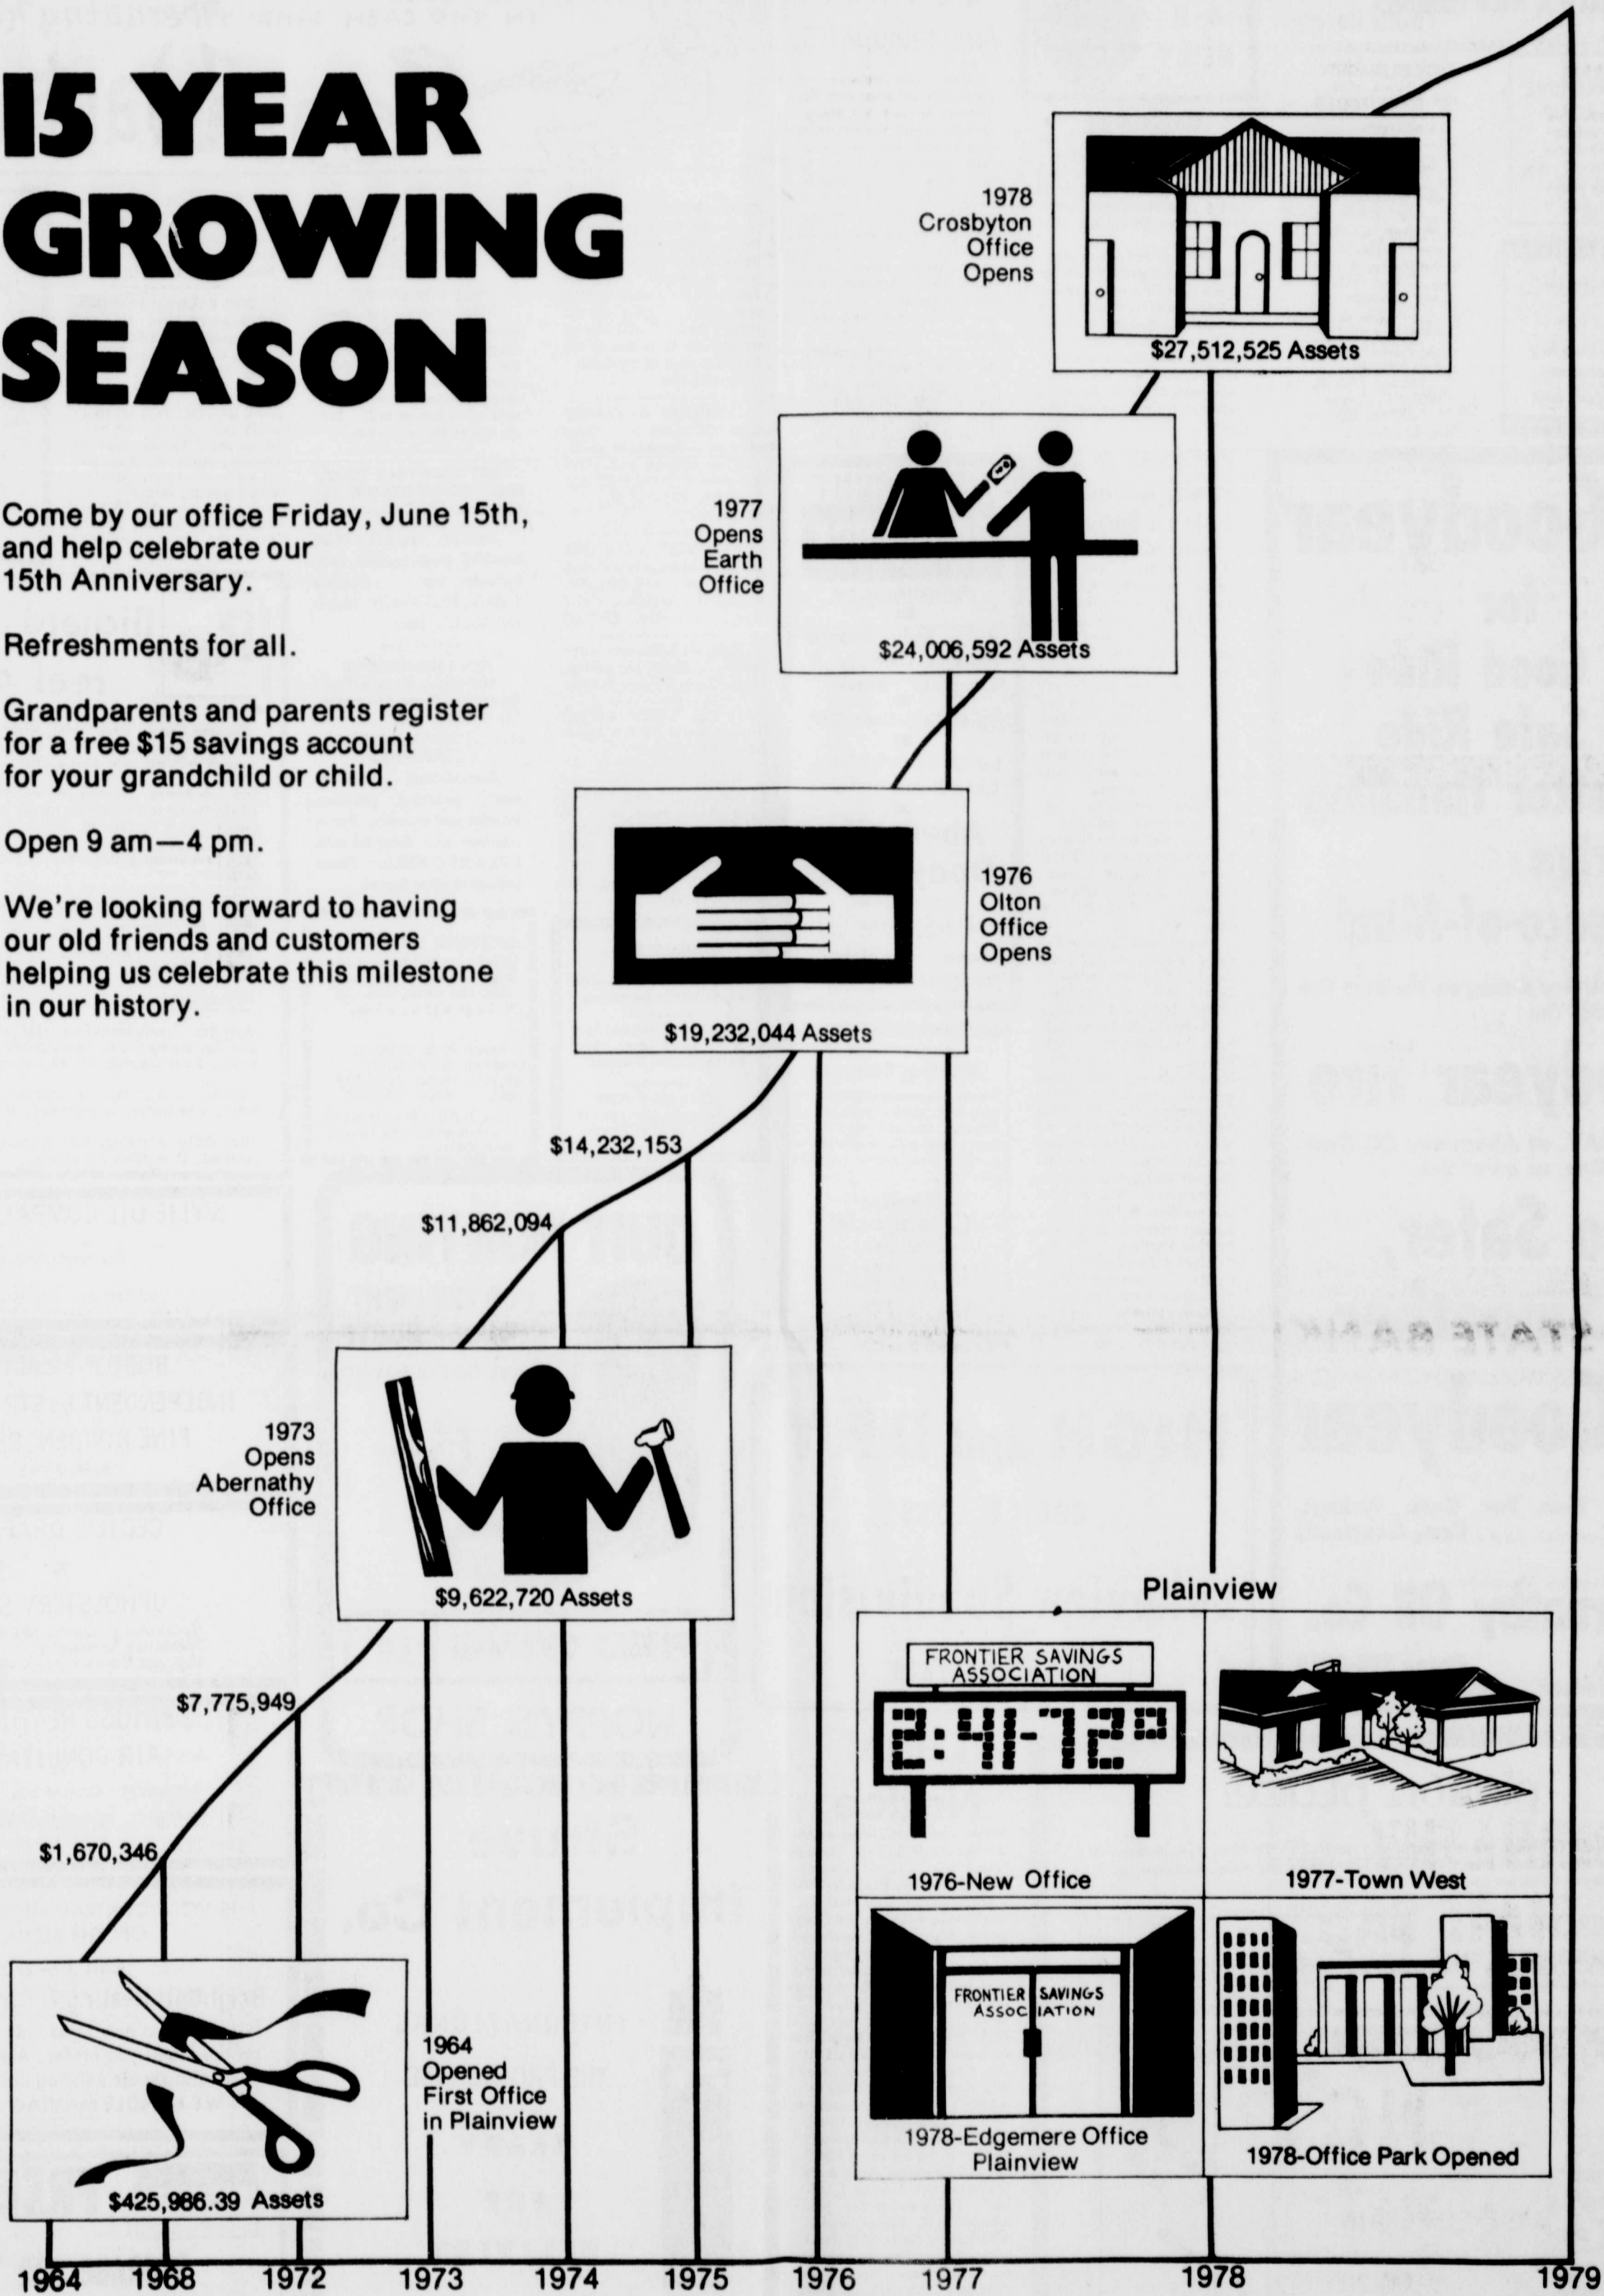 15 YEAR
GROWING
SEASON
Come by our office Friday, June 15th,
and help celebrate our
15th Anniversary.
Refreshments for all.
Grandparents and parents register
for a free $15 savings account
for your grandchild or child.
Open 9 am—4 pm.
We're looking forward to having
our old friends and customers
helping us celebrate this milestone
in our history.
1978
Crosbyton
Office
Opens
$27,512,525 Assets
1977
Opens
Earth
Office
$24,006,592 Assets
1976
Olton
Office
Opens
$19,232,044 Assets
$14,232,153
$11,862,094
1973
Opens
Abernathy
Office
$9,622,720 Assets
$7,775,949
$1,670,346
1964
Opened
First Office
in Plainview
$425,986.39 Assets
Plainview
FRONTIER SAVINGS
ASSOCIATION
1976-New Office
1977-Town West
FRONTIER SAVINGS
ASSOCIATION
1978-Edgemere Office
Plainview
1978-Office Park Opened
1964 1968 1972 1973 1974 1975 1976 1977 1978 1979